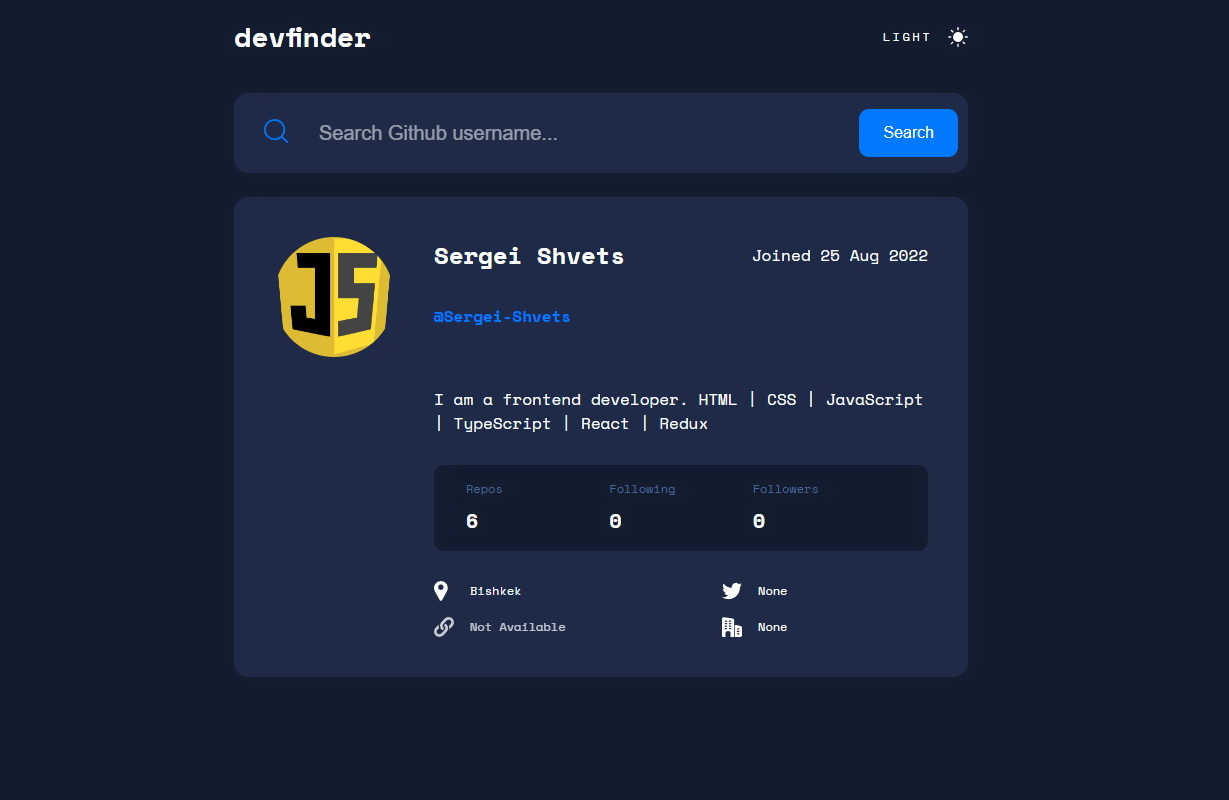 devfinder
LIGHT
Search Github username...
Search
JS
Sergei Shvets
Joined 25 Aug 2022
@Sergei-Shvets
I am a frontend developer. HTML | CSS | JavaScript
| TypeScript | React | Redux
Repos Following Followers
6 0 0
Bishkek None
Not Available None